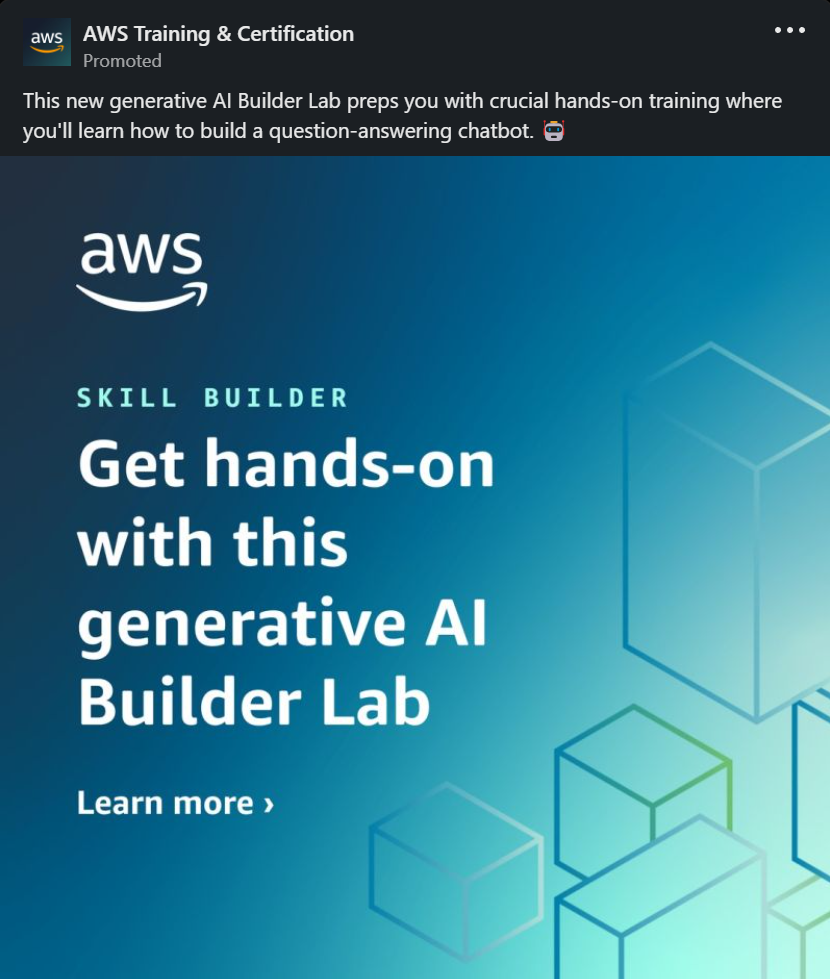 aws
AWS Training & Certification
Promoted
This new generative AI Builder Lab preps you with crucial hands-on training where
you'll learn how to build a question-answering chatbot. 🤖
aws
SKILL BUILDER
Get hands-on
with this
generative AI
Builder Lab
Learn more ›